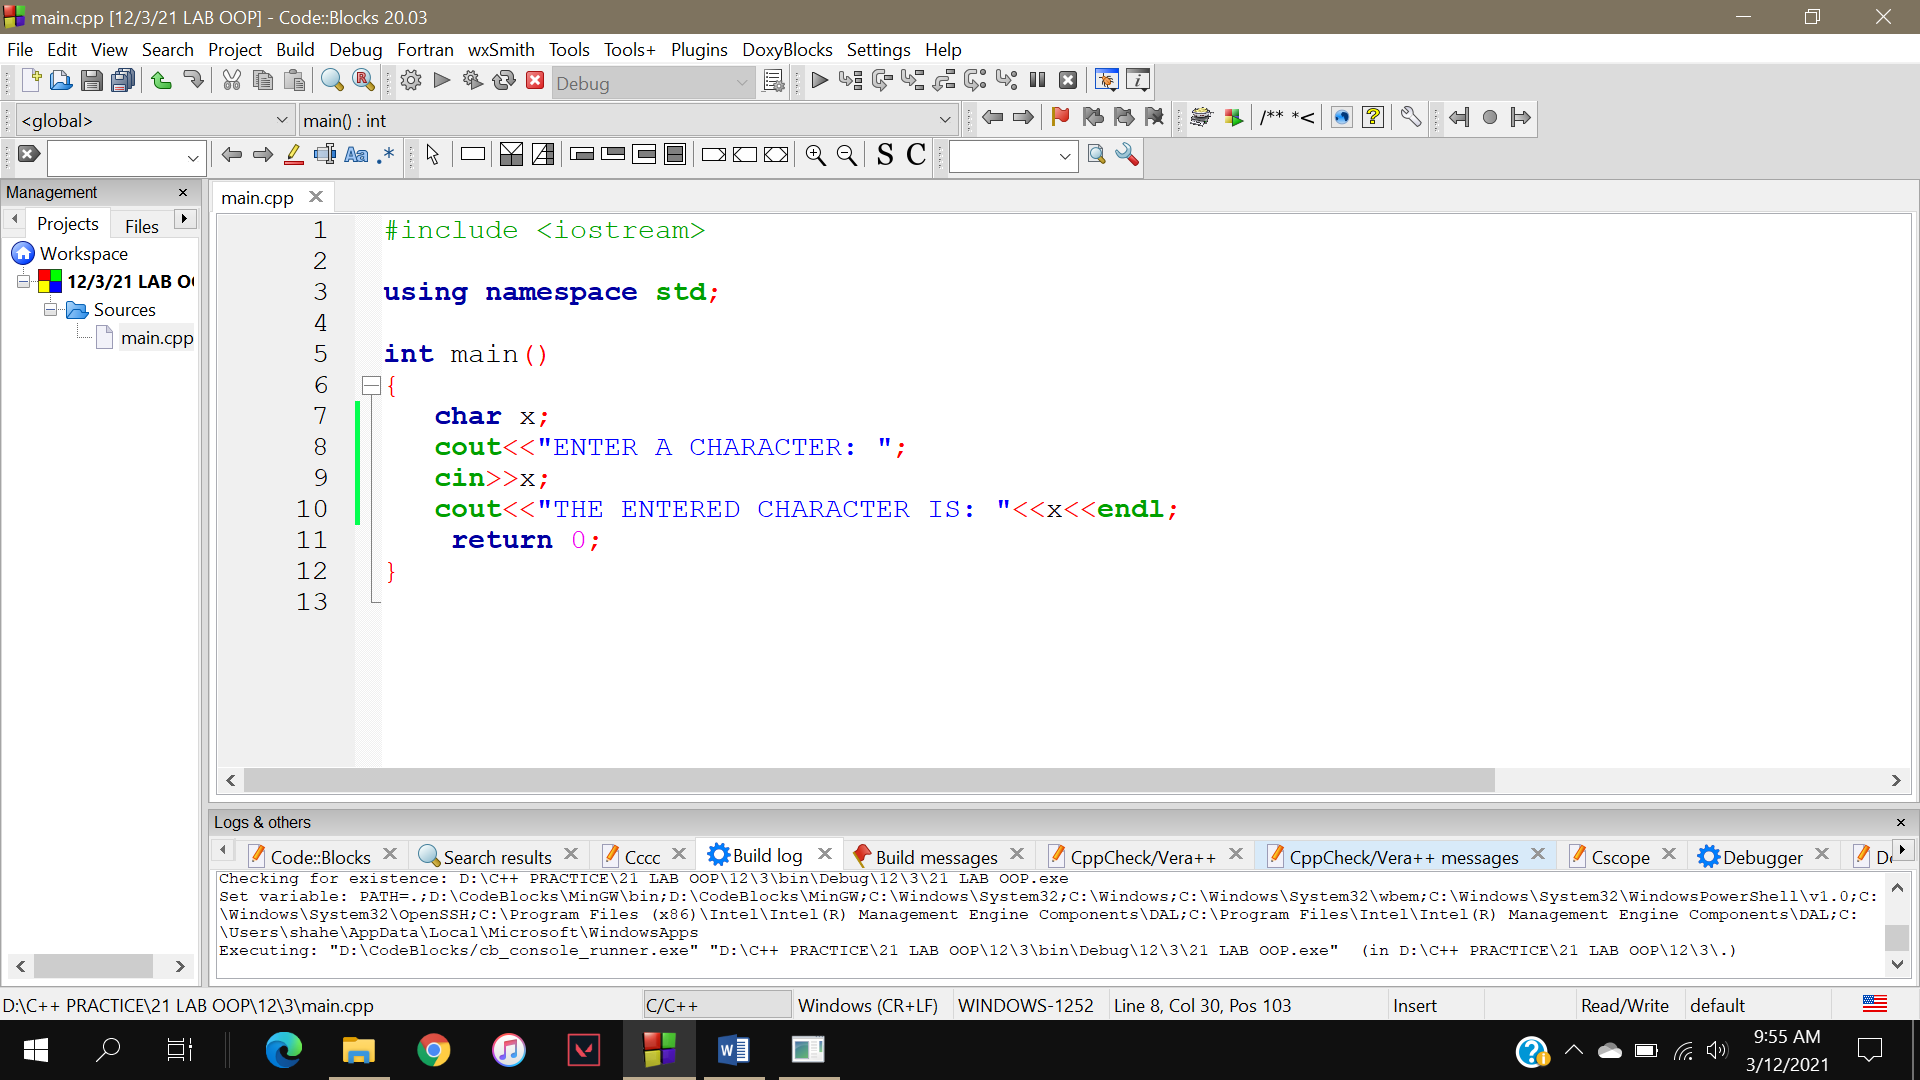 main.cpp [12/3/21 LAB OOP] - Code::Blocks 20.03
File Edit View Search Project Build Debug Fortran wxSmith Tools Tools+ Plugins DoxyBlocks Settings Help
Debug
<global> main() : int /** *<
Aa .* S C
Management
Projects Files
Workspace
12/3/21 LAB O
Sources
main.cpp
main.cpp
1 #include <iostream>
2
3 using namespace std;
4
5 int main()
6 {
7 char x;
8 cout<<"ENTER A CHARACTER: ";
9 cin>>x;
10 cout<<"THE ENTERED CHARACTER IS: "<<x<<endl;
11 return 0;
12 }
13
Logs & others
Code::Blocks Search results Cccc Build log Build messages CppCheck/Vera++ CppCheck/Vera++ messages Cscope Debugger
Checking for existence: D:\C++ PRACTICE\21 LAB OOP\12\3\bin\Debug\12\3\21 LAB OOP.exe
Set variable: PATH=.;D:\CodeBlocks\MinGW\bin;D:\CodeBlocks\MinGW;C:\Windows\System32;C:\Windows;C:\Windows\System32\wbem;C:\Windows\System32\WindowsPowerShell\v1.0;C:
\Windows\System32\OpenSSH;C:\Program Files (x86)\Intel\Intel(R) Management Engine Components\DAL;C:\Program Files\Intel\Intel(R) Management Engine Components\DAL;C:
\Users\shahe\AppData\Local\Microsoft\WindowsApps
Executing: "D:\CodeBlocks/cb_console_runner.exe" "D:\C++ PRACTICE\21 LAB OOP\12\3\bin\Debug\12\3\21 LAB OOP.exe" (in D:\C++ PRACTICE\21 LAB OOP\12\3\.)
D:\C++ PRACTICE\21 LAB OOP\12\3\main.cpp C/C++ Windows (CR+LF) WINDOWS-1252 Line 8, Col 30, Pos 103 Insert Read/Write default
9:55 AM
3/12/2021